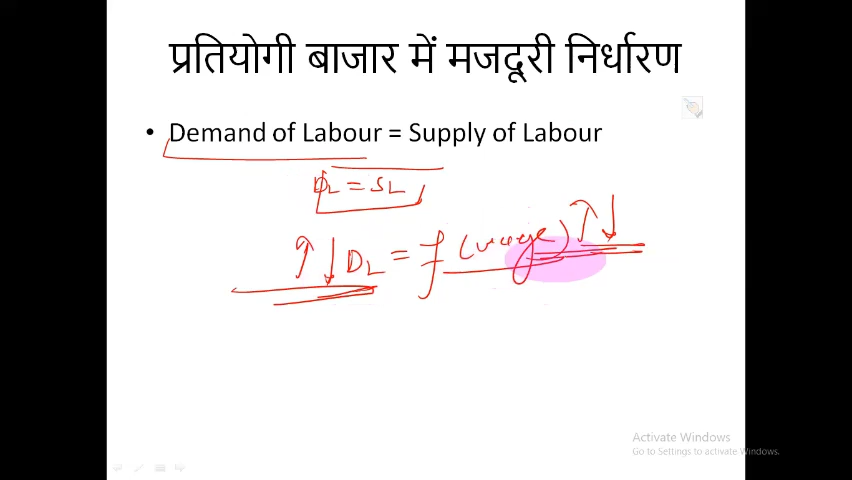 प्रतियोगी बाजार में मजदूरी निर्धारण
• Demand of Labour = Supply of Labour
DL = SL
↑ ↓ DL = f (wage) ↑ ↓
Activate Windows
Go to Settings to activate Windows.